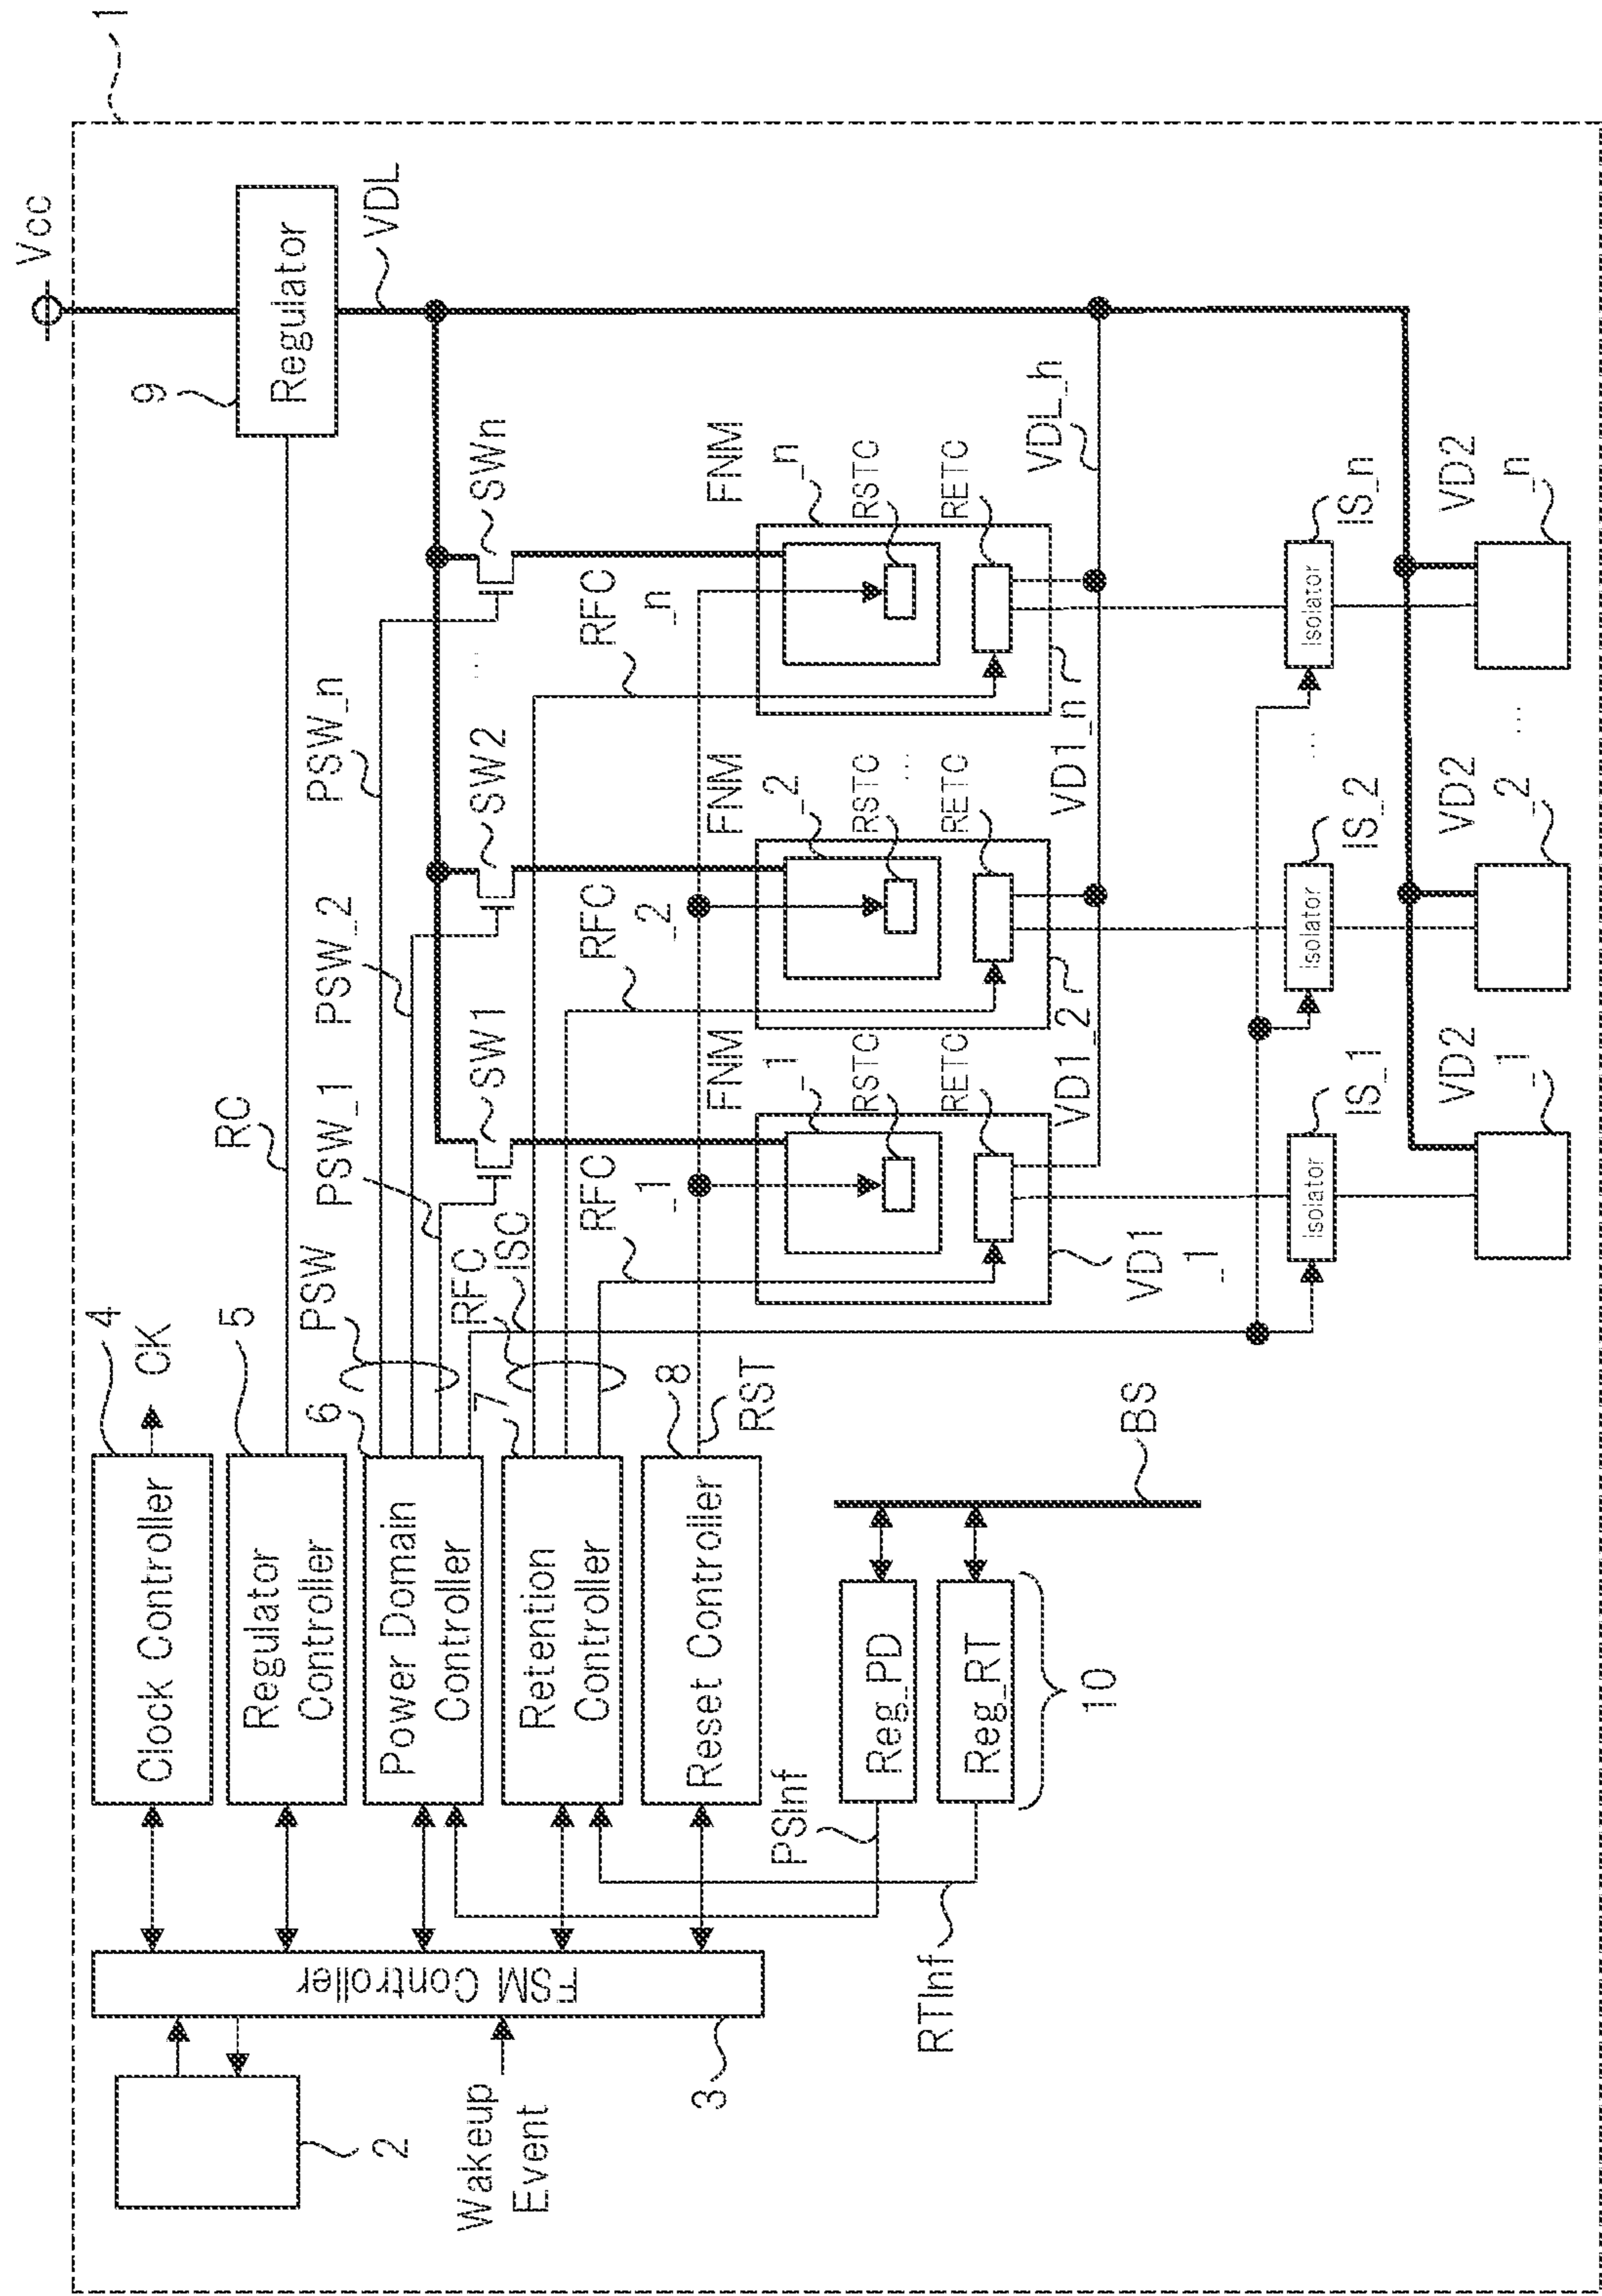 1
Vcc
9
Regulator
VDL
4
Clock Controller
CK
5
Regulator
Controller
RC
6
Power Domain
Controller
PSW
PSW_1
PSW_2
PSW_n
SW1
SW2
...
SWn
7
Retention
Controller
RFC
ISC
RFC
_1
RFC
_2
RFC
_n
8
Reset Controller
RST
FSM Controller
3
2
Wakeup
Event
PSInf
RTInf
Reg_PD
Reg_RT
10
BS
FNM
_1
RSTC
RETC
VD1
_1
FNM
_2
RSTC
...
RETC
VD1_2
FNM
_n
RSTC
RETC
VD1_n
VDL_h
Isolator
IS_1
Isolator
IS_2
...
Isolator
IS_n
VD2
_1
VD2
_2
...
VD2
_n